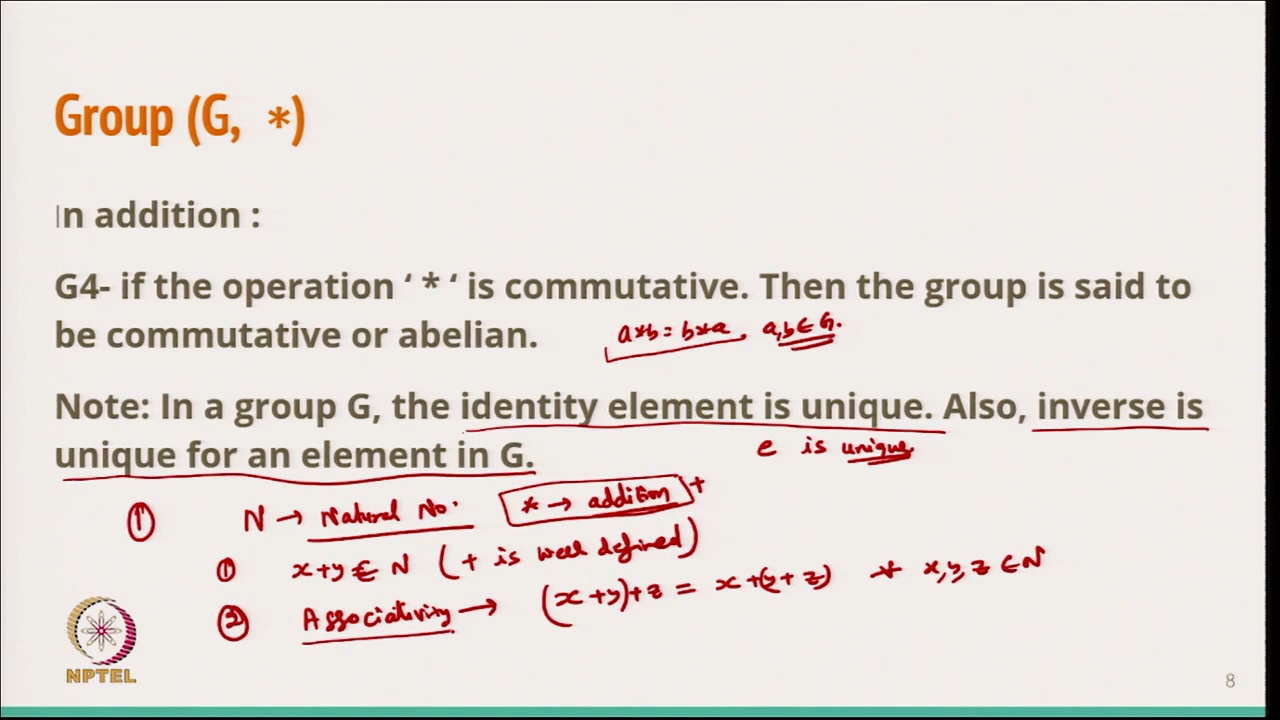 Group (G, *)
In addition :
G4- if the operation ‘ * ‘ is commutative. Then the group is said to
be commutative or abelian.
a*b = b*a, a,b ∈ G.
Note: In a group G, the identity element is unique. Also, inverse is
unique for an element in G.
e is unique
① N → Natural No. * → addition +
① x+y ∈ N (+ is well defined)
② Associativity → (x+y)+z = x+(y+z) ∀ x,y,z ∈ N
NPTEL
8